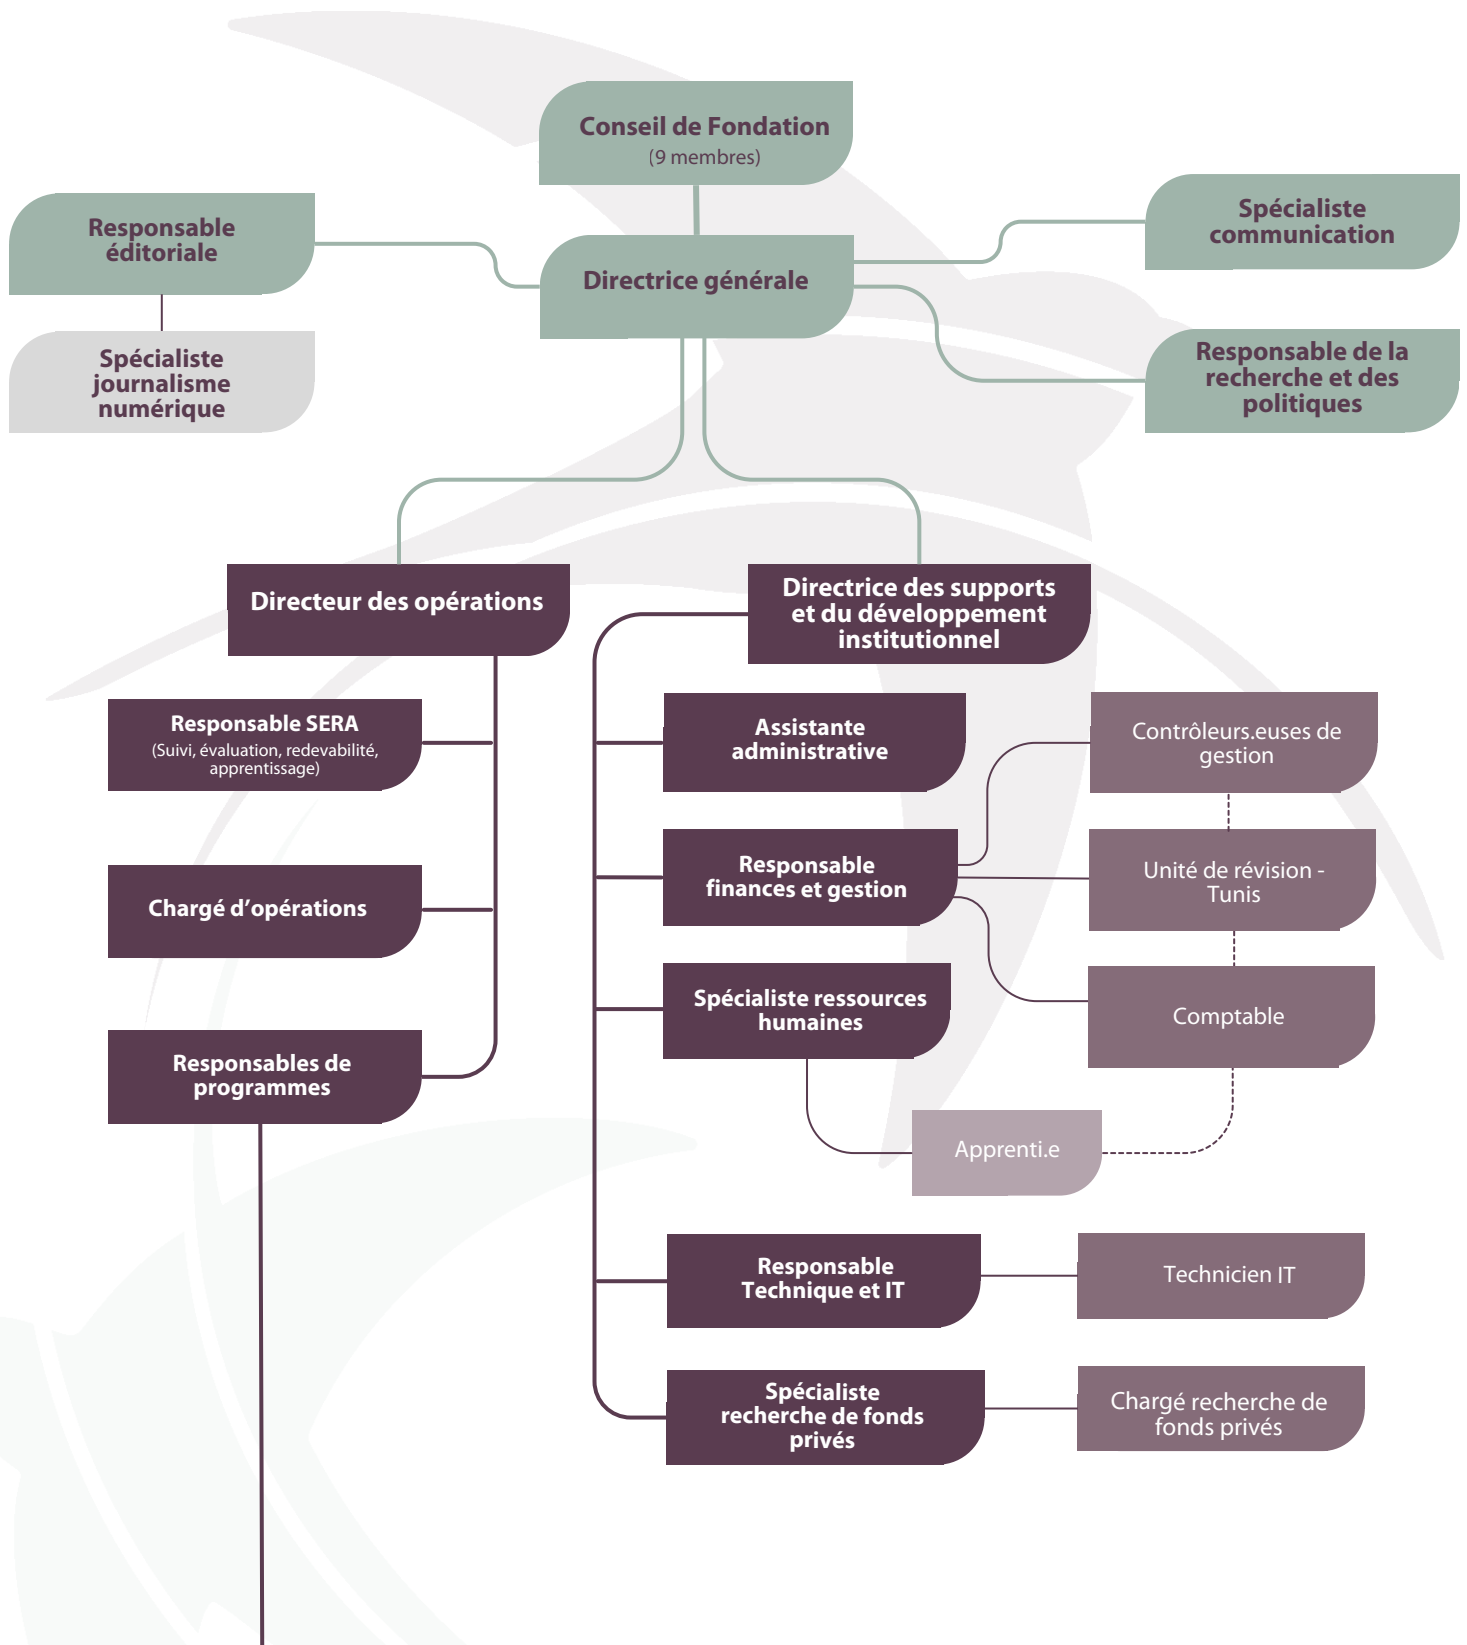 Conseil de Fondation
(9 membres)
Responsable
éditoriale
Spécialiste
communication
Directrice générale
Spécialiste
journalisme
numérique
Responsable de la
recherche et des
politiques
Directeur des opérations
Directrice des supports
et du développement
institutionnel
Responsable SERA
(Suivi, évaluation, redevabilité,
apprentissage)
Assistante
administrative
Contrôleurs.euses de
gestion
Chargé d’opérations
Responsable
finances et gestion
Unité de révision -
Tunis
Spécialiste ressources
humaines
Comptable
Responsables de
programmes
Apprenti.e
Responsable
Technique et IT
Technicien IT
Spécialiste
recherche de fonds
privés
Chargé recherche de
fonds privés